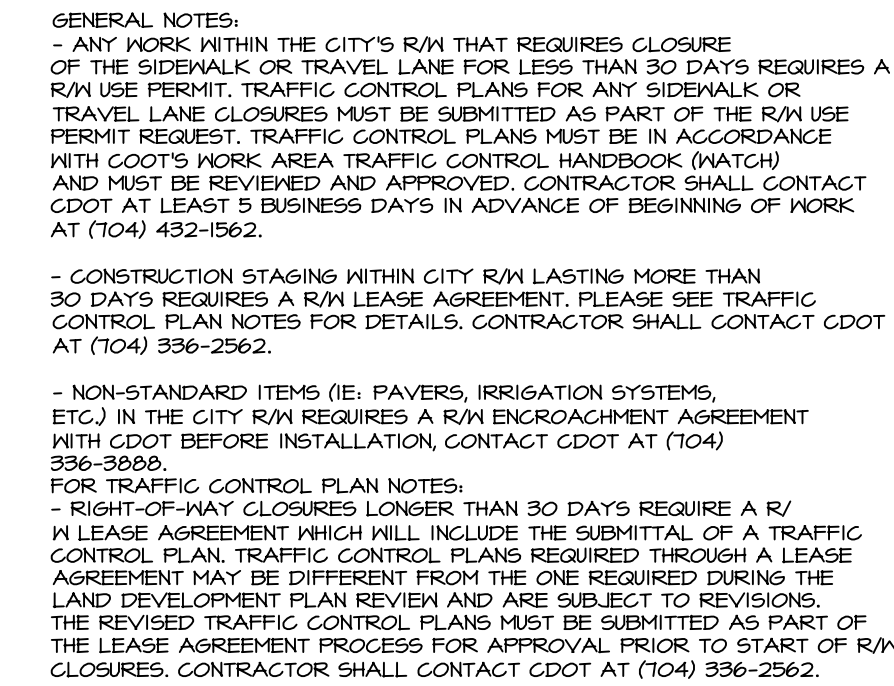 GENERAL NOTES:
- ANY WORK WITHIN THE CITY'S R/W THAT REQUIRES CLOSURE
OF THE SIDEWALK OR TRAVEL LANE FOR LESS THAN 30 DAYS REQUIRES A
R/W USE PERMIT. TRAFFIC CONTROL PLANS FOR ANY SIDEWALK OR
TRAVEL LANE CLOSURES MUST BE SUBMITTED AS PART OF THE R/W USE
PERMIT REQUEST. TRAFFIC CONTROL PLANS MUST BE IN ACCORDANCE
WITH COOT'S WORK AREA TRAFFIC CONTROL HANDBOOK (WATCH)
AND MUST BE REVIEWED AND APPROVED. CONTRACTOR SHALL CONTACT
CDOT AT LEAST 5 BUSINESS DAYS IN ADVANCE OF BEGINNING OF WORK
AT (704) 432-1562.
- CONSTRUCTION STAGING WITHIN CITY R/W LASTING MORE THAN
30 DAYS REQUIRES A R/W LEASE AGREEMENT. PLEASE SEE TRAFFIC
CONTROL PLAN NOTES FOR DETAILS. CONTRACTOR SHALL CONTACT CDOT
AT (704) 336-2562.
- NON-STANDARD ITEMS (IE: PAVERS, IRRIGATION SYSTEMS,
ETC.) IN THE CITY R/W REQUIRES A R/W ENCROACHMENT AGREEMENT
WITH CDOT BEFORE INSTALLATION, CONTACT CDOT AT (704)
336-3888.
FOR TRAFFIC CONTROL PLAN NOTES:
- RIGHT-OF-WAY CLOSURES LONGER THAN 30 DAYS REQUIRE A R/
W LEASE AGREEMENT WHICH WILL INCLUDE THE SUBMITTAL OF A TRAFFIC
CONTROL PLAN. TRAFFIC CONTROL PLANS REQUIRED THROUGH A LEASE
AGREEMENT MAY BE DIFFERENT FROM THE ONE REQUIRED DURING THE
LAND DEVELOPMENT PLAN REVIEW AND ARE SUBJECT TO REVISIONS.
THE REVISED TRAFFIC CONTROL PLANS MUST BE SUBMITTED AS PART OF
THE LEASE AGREEMENT PROCESS FOR APPROVAL PRIOR TO START OF R/W
CLOSURES. CONTRACTOR SHALL CONTACT CDOT AT (704) 336-2562.